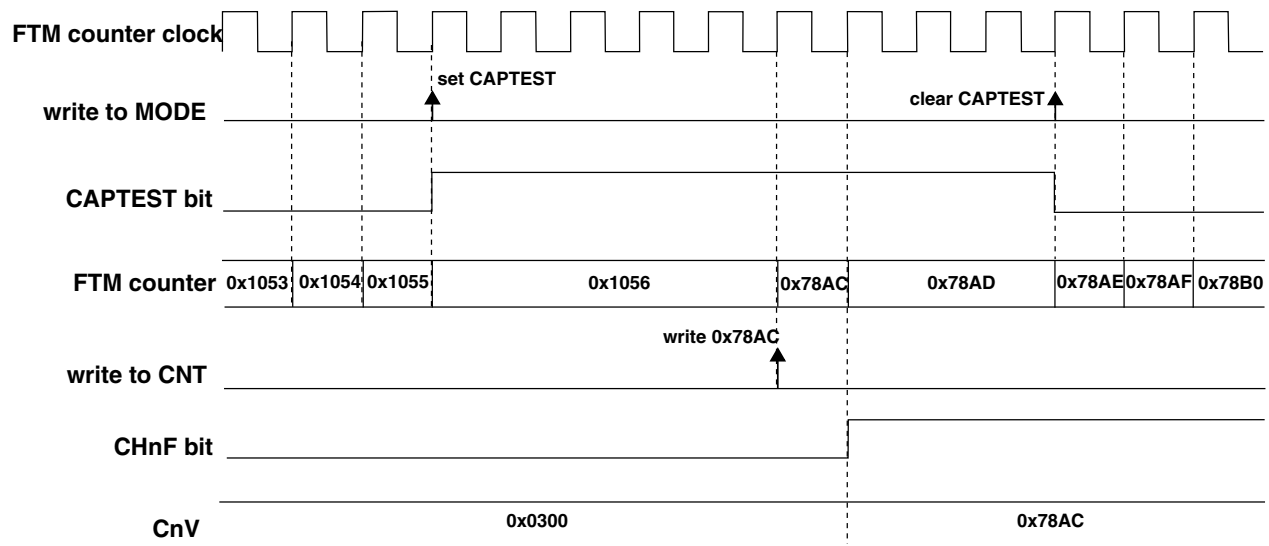 FTM counter clock
set CAPTEST
clear CAPTEST
write to MODE
CAPTEST bit
FTM counter 0x1053 0x1054 0x1055 0x1056 0x78AC 0x78AD 0x78AE 0x78AF 0x78B0
write 0x78AC
write to CNT
CHnF bit
CnV 0x0300 0x78AC